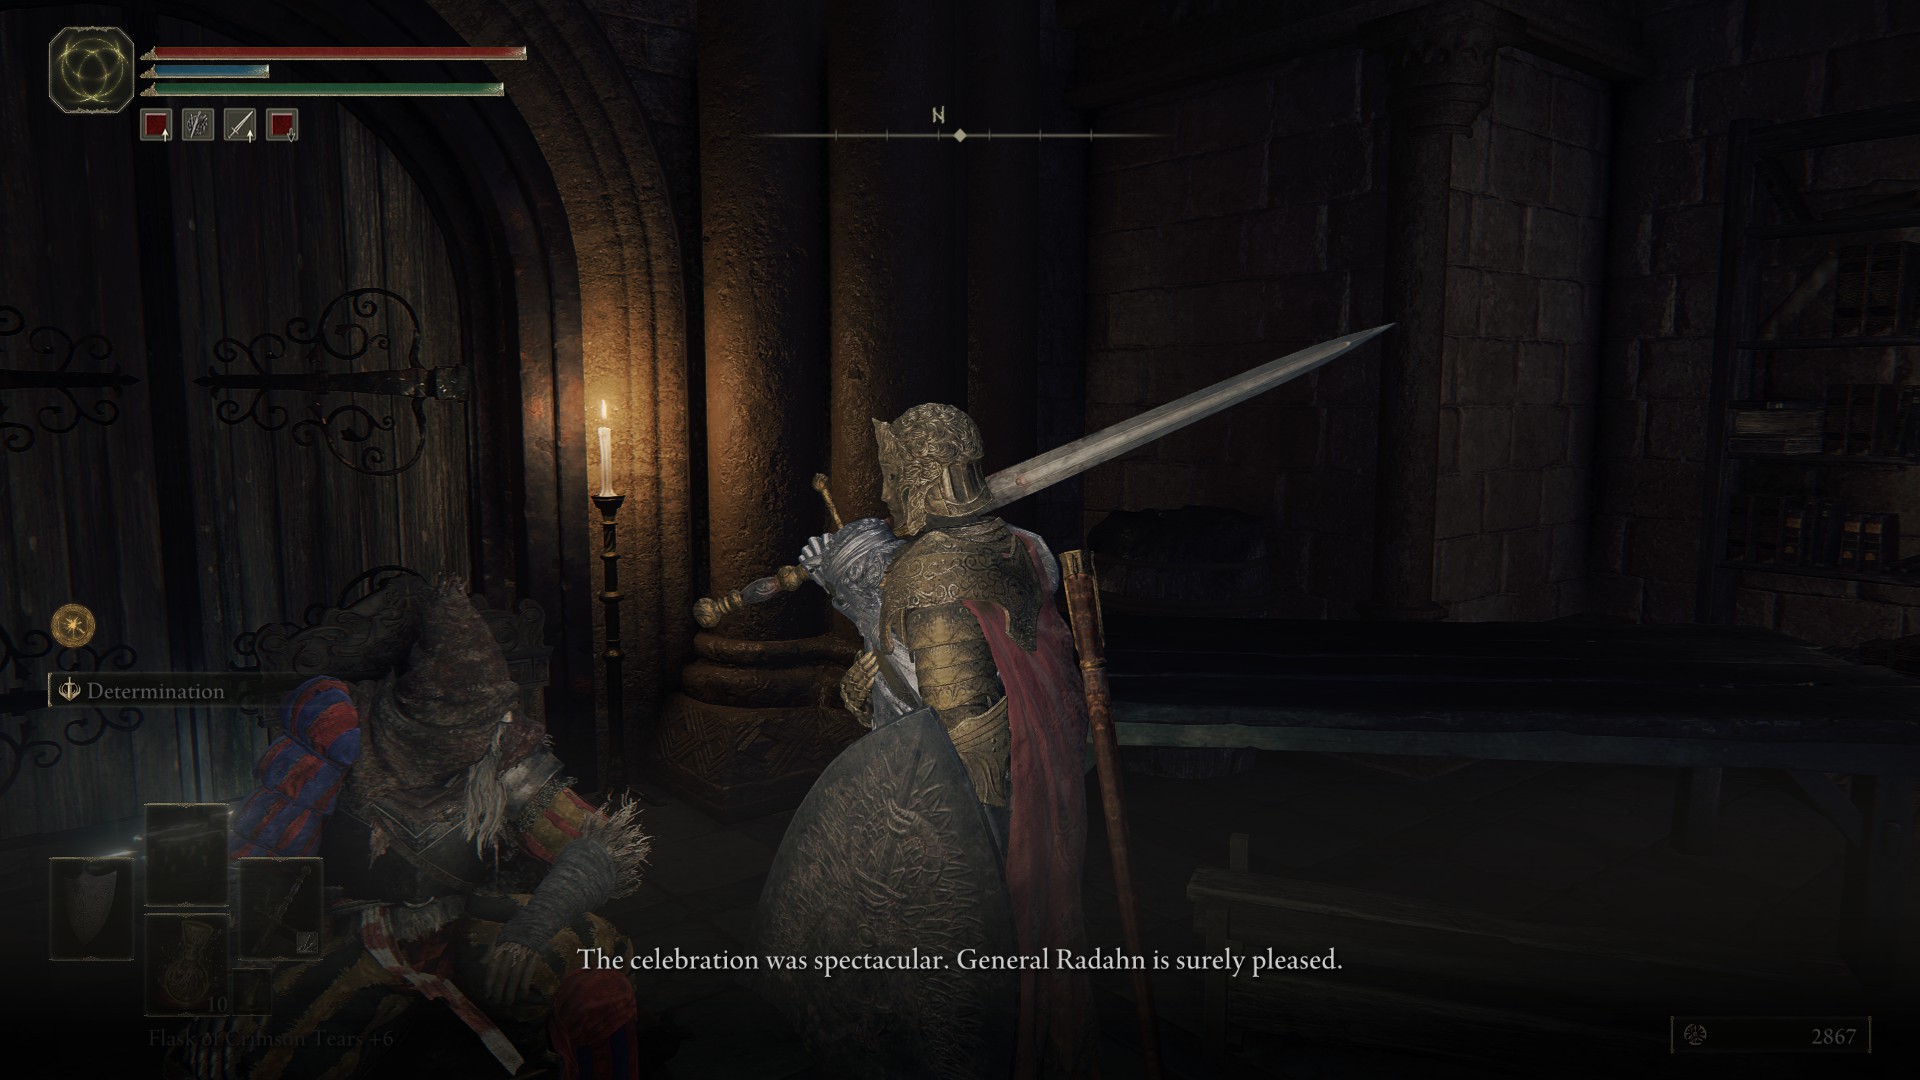 N
Determination
The celebration was spectacular. General Radahn is surely pleased.
10
Flask of Crimson Tears +6
2867